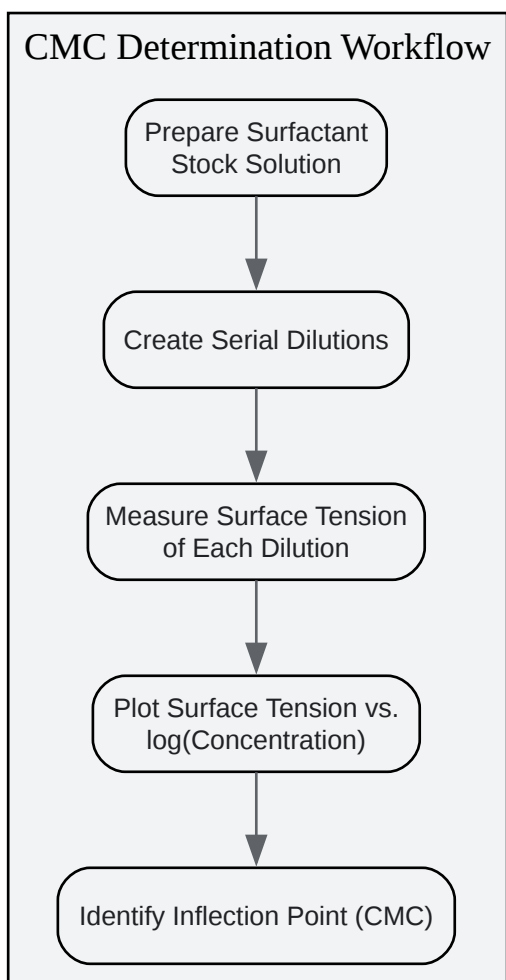 CMC Determination Workflow
Prepare Surfactant
Stock Solution
Create Serial Dilutions
Measure Surface Tension
of Each Dilution
Plot Surface Tension vs.
log(Concentration)
Identify Inflection Point (CMC)